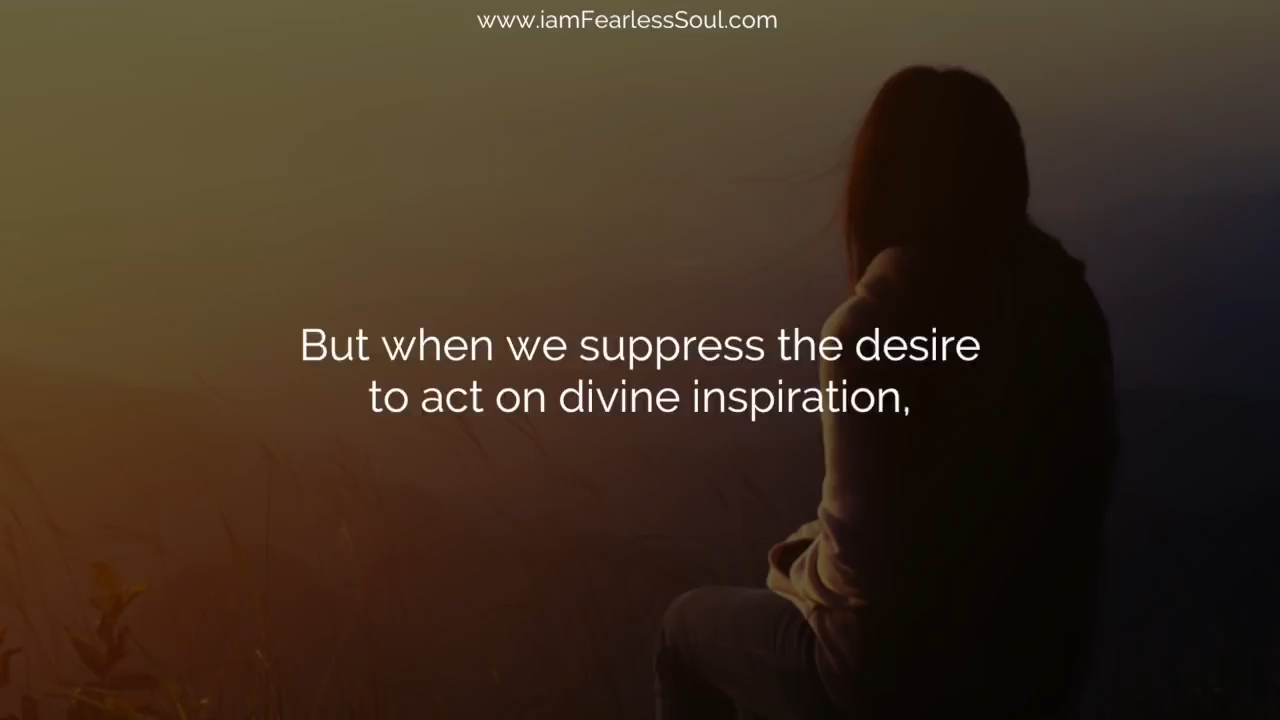 www.iamFearlessSoul.com
But when we suppress the desire
to act on divine inspiration,